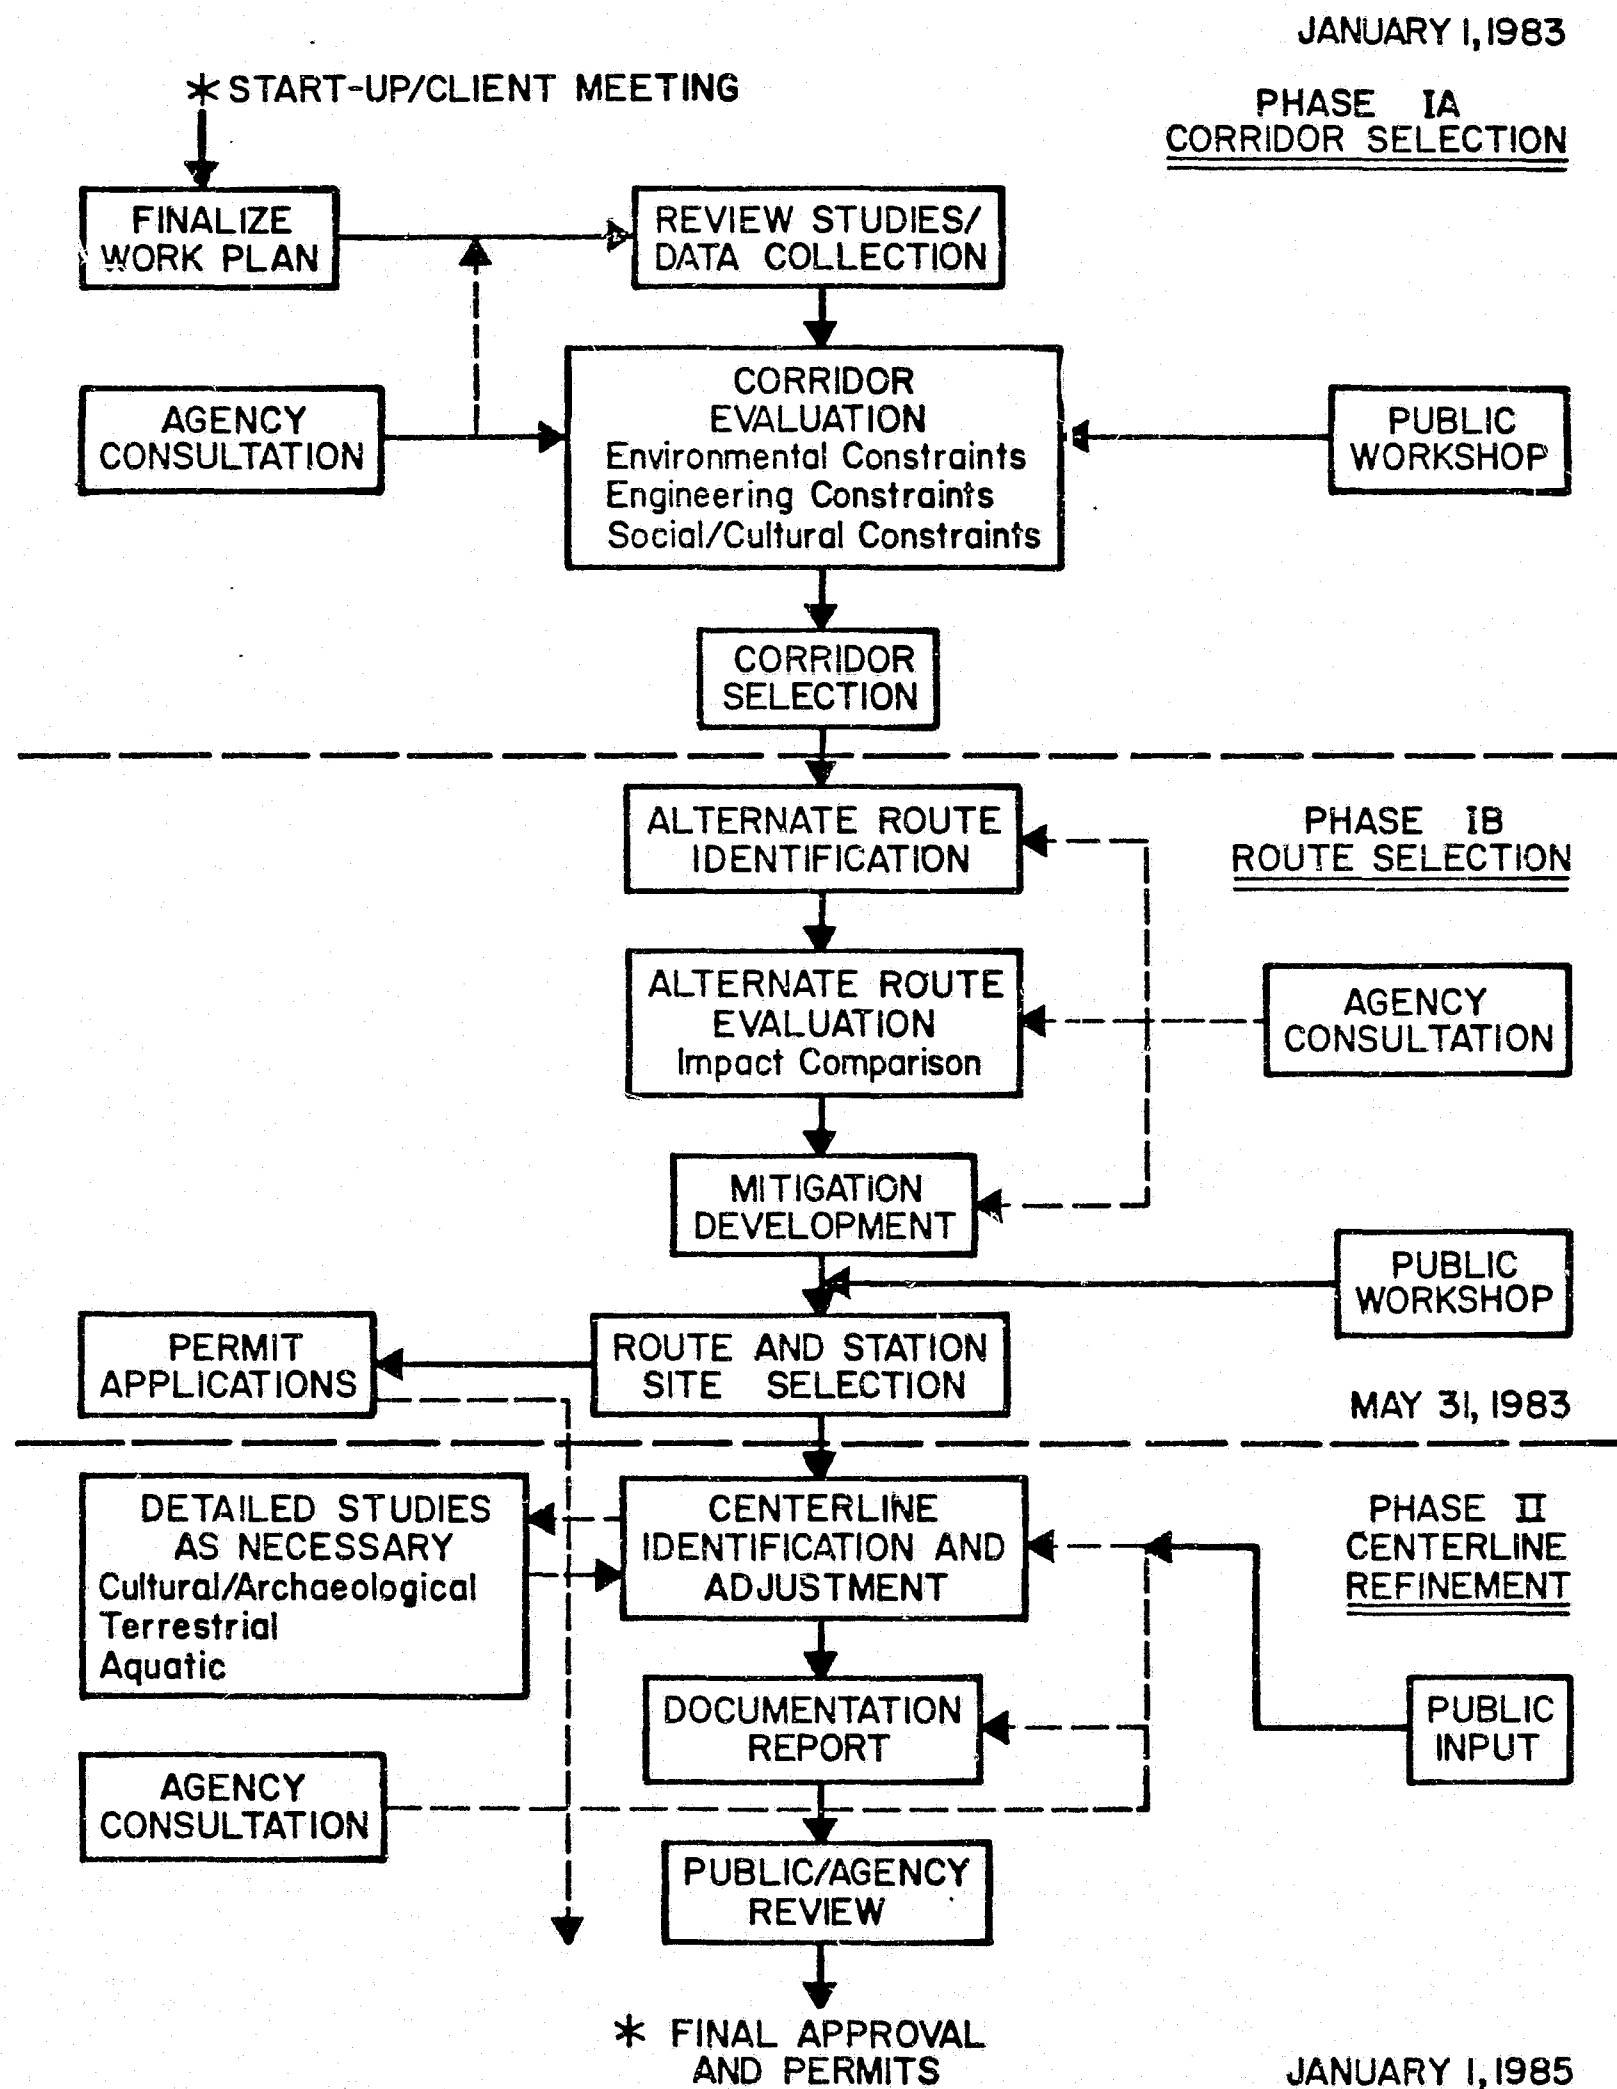 JANUARY 1, 1983
* START-UP/CLIENT MEETING
PHASE IA
CORRIDOR SELECTION
FINALIZE
WORK PLAN
REVIEW STUDIES/
DATA COLLECTION
AGENCY
CONSULTATION
CORRIDOR
EVALUATION
Environmental Constraints
Engineering Constraints
Social/Cultural Constraints
PUBLIC
WORKSHOP
CORRIDOR
SELECTION
ALTERNATE ROUTE
IDENTIFICATION
PHASE IB
ROUTE SELECTION
ALTERNATE ROUTE
EVALUATION
Impact Comparison
AGENCY
CONSULTATION
MITIGATION
DEVELOPMENT
PUBLIC
WORKSHOP
PERMIT
APPLICATIONS
ROUTE AND STATION
SITE SELECTION
MAY 31, 1983
DETAILED STUDIES
AS NECESSARY
Cultural/Archaeological
Terrestrial
Aquatic
CENTERLINE
IDENTIFICATION AND
ADJUSTMENT
PHASE II
CENTERLINE
REFINEMENT
DOCUMENTATION
REPORT
PUBLIC
INPUT
AGENCY
CONSULTATION
PUBLIC/AGENCY
REVIEW
* FINAL APPROVAL
AND PERMITS
JANUARY 1, 1985